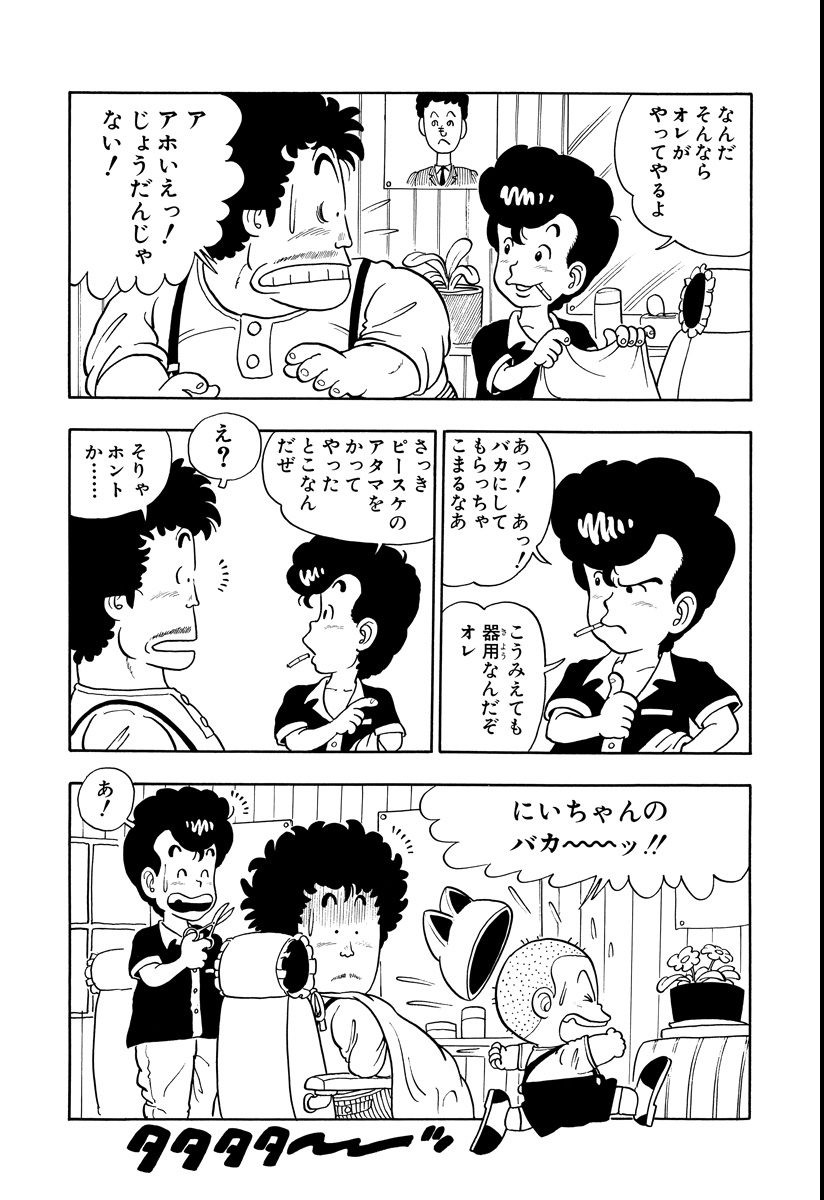 なんだ
そんなら
オレが
やってやるよ
ア
アホいえっ！
じょうだんじゃ
ない！
あっ！あっ！
バカにして
もらっちゃ
こまるなあ
こうみえても
器用なんだぞ
きよう
オレ
さっき
ピースケの
アタマを
かって
やった
とこなん
だぜ
え？
そりゃ
ホント
か……
にいちゃんの
バカ〜〜〜ッ!!
あ！
タタタタ〜〜ッ